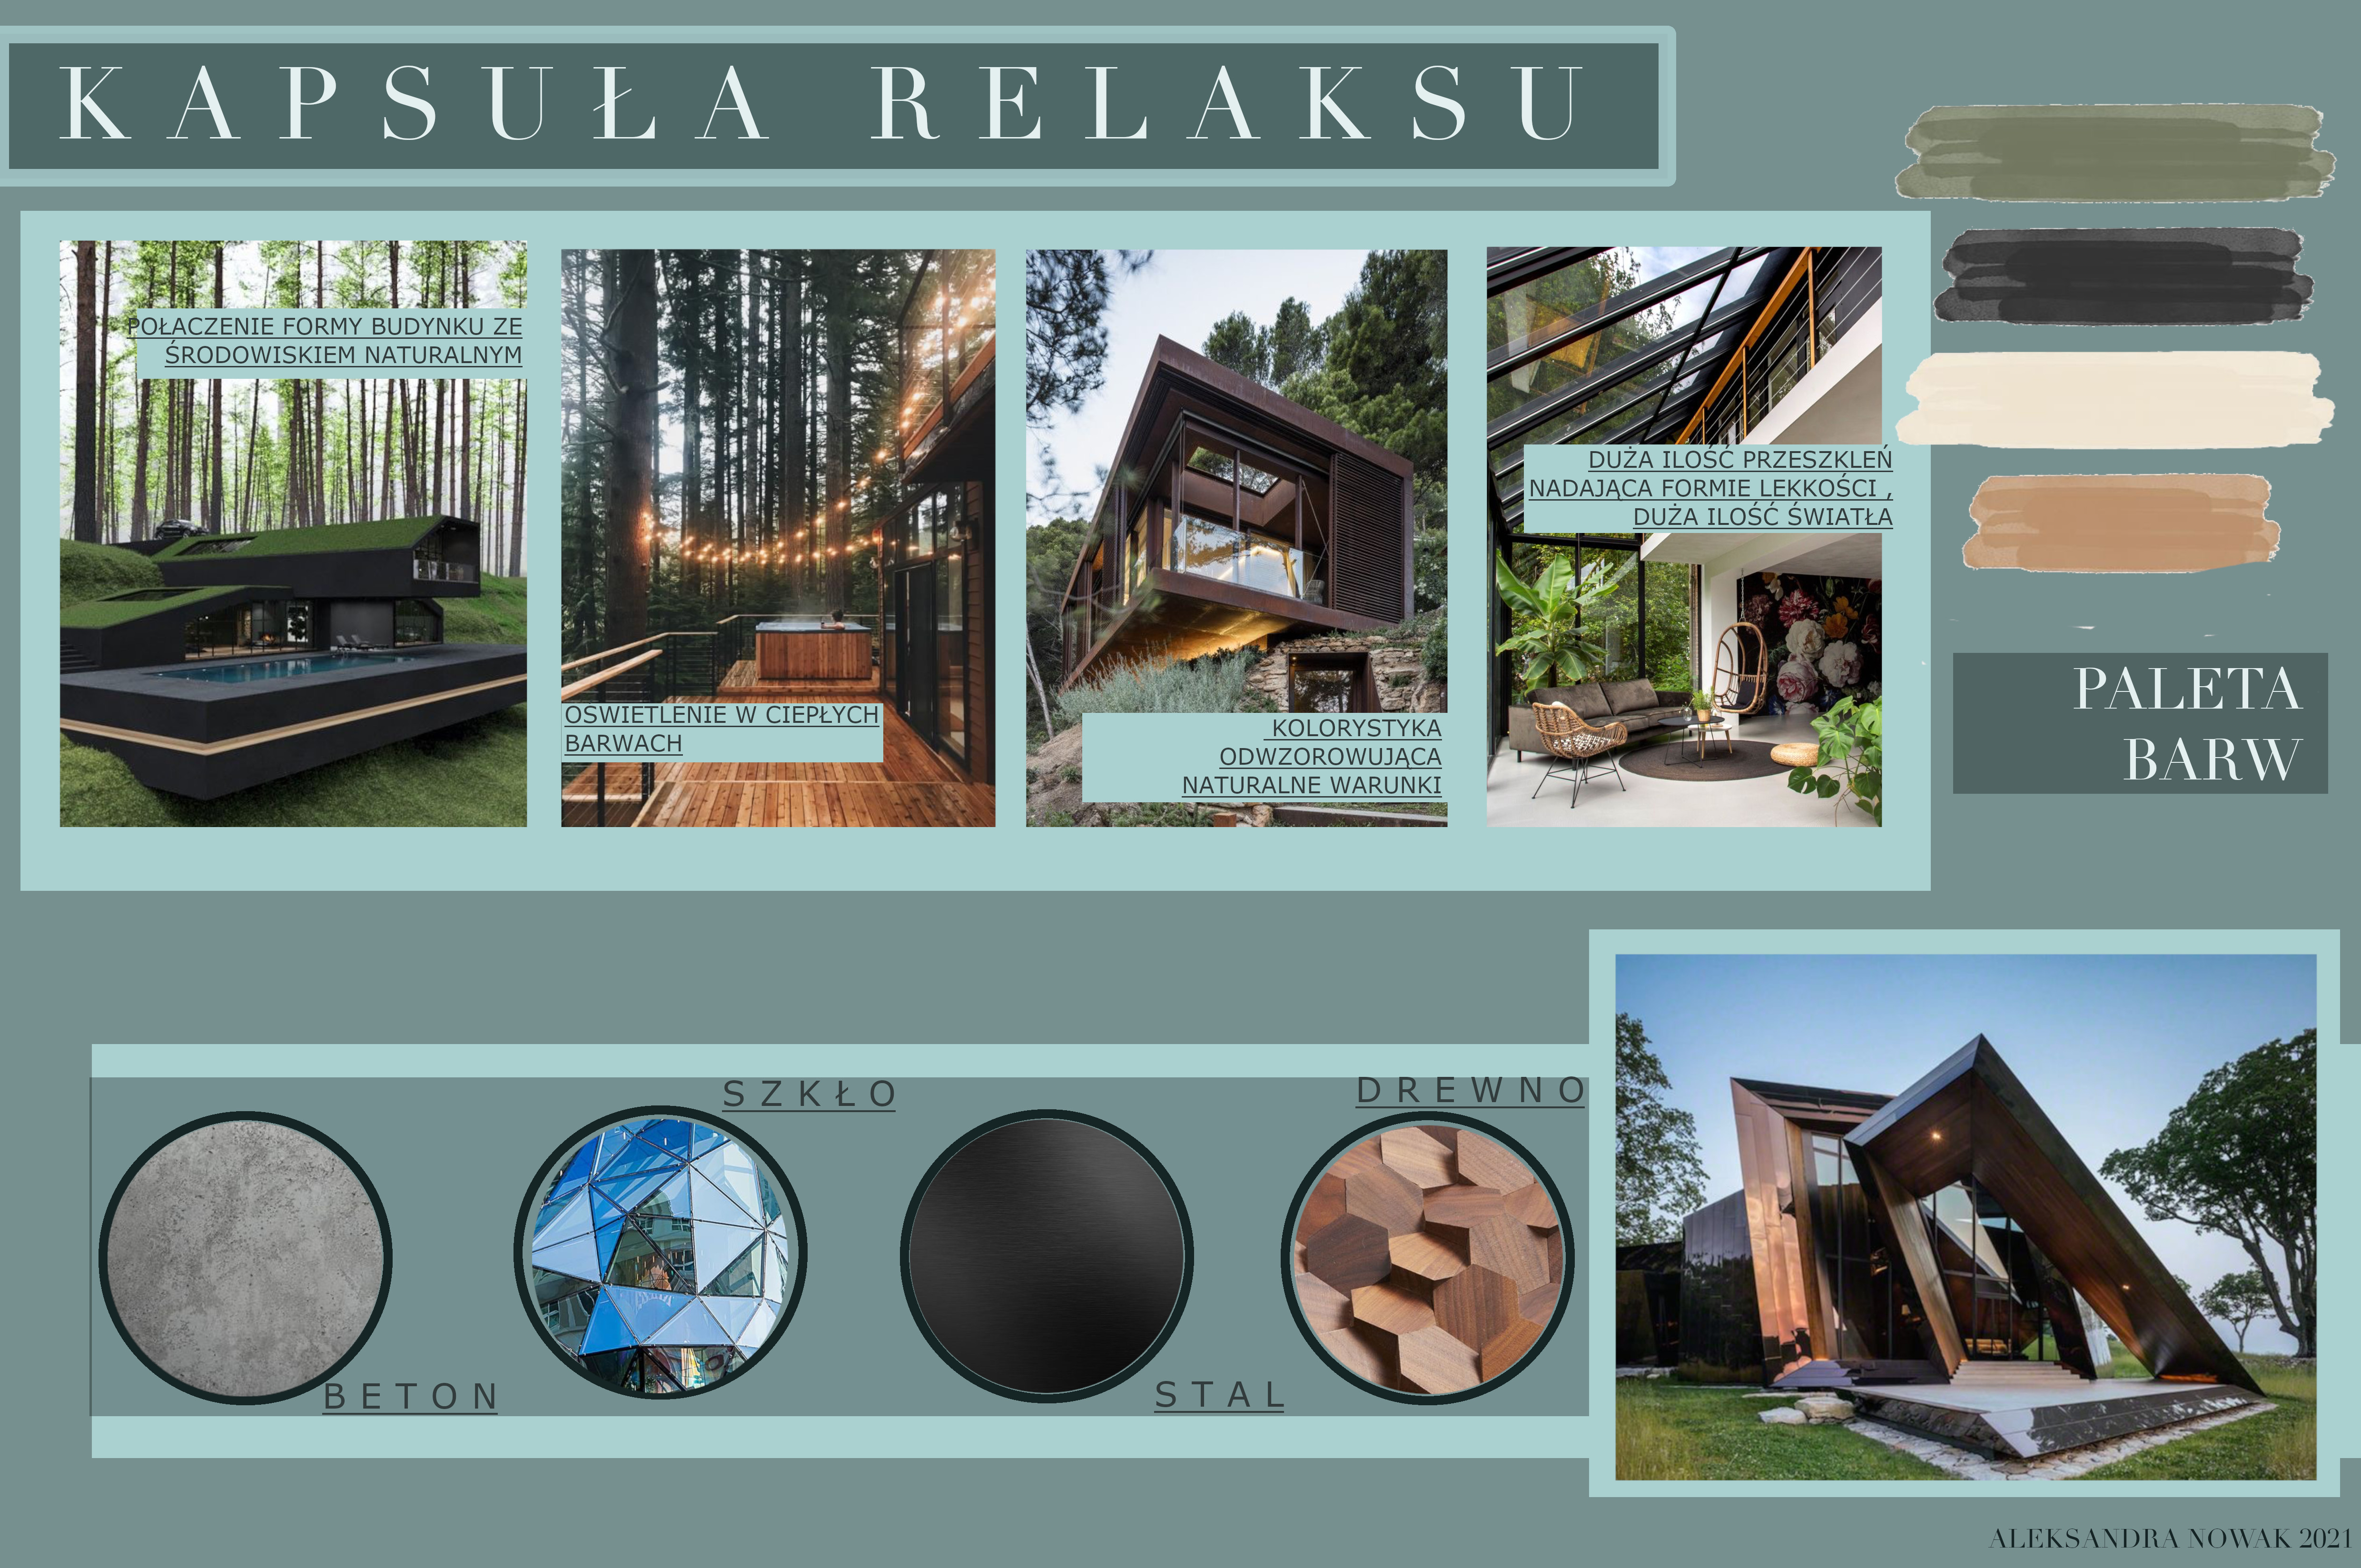 KAPSUŁA RELAKSU
POŁACZENIE FORMY BUDYNKU ZE
ŚRODOWISKIEM NATURALNYM
OSWIETLENIE W CIEPŁYCH
BARWACH
KOLORYSTYKA
ODWZOROWUJĄCA
NATURALNE WARUNKI
DUŻA ILOŚĆ PRZESZKLEŃ
NADAJĄCA FORMIE LEKKOŚCI ,
DUŻA ILOŚĆ ŚWIATŁA
PALETA
BARW
BETON
SZKŁO
STAL
DREWNO
ALEKSANDRA NOWAK 2021